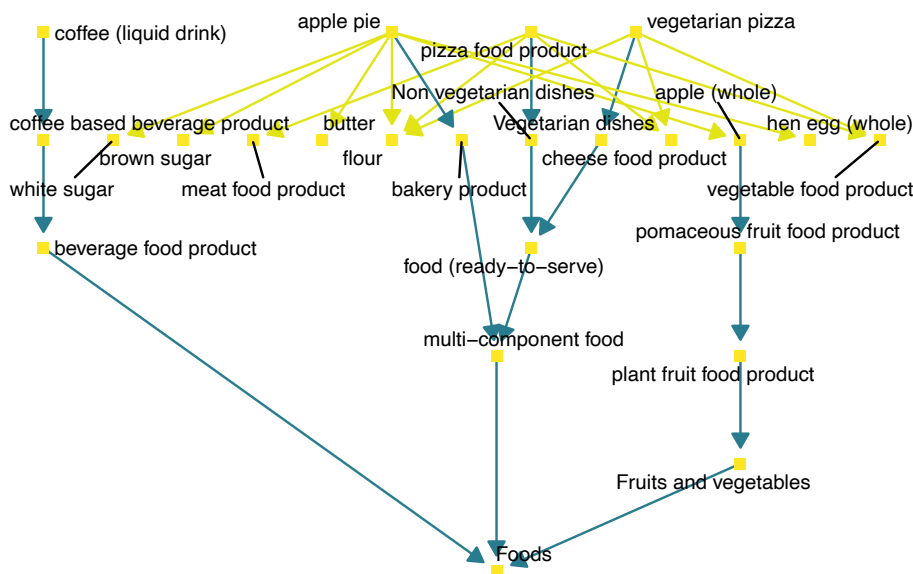 apple pie
vegetarian pizza
coffee (liquid drink)
pizza food product
Non vegetarian dishes
apple (whole)
coffee based beverage product
butter
Vegetarian dishes
hen egg (whole)
brown sugar
flour
cheese food product
white sugar
meat food product
bakery product
vegetable food product
pomaceous fruit food product
beverage food product
food (ready−to−serve)
multi−component food
plant fruit food product
Fruits and vegetables
Foods